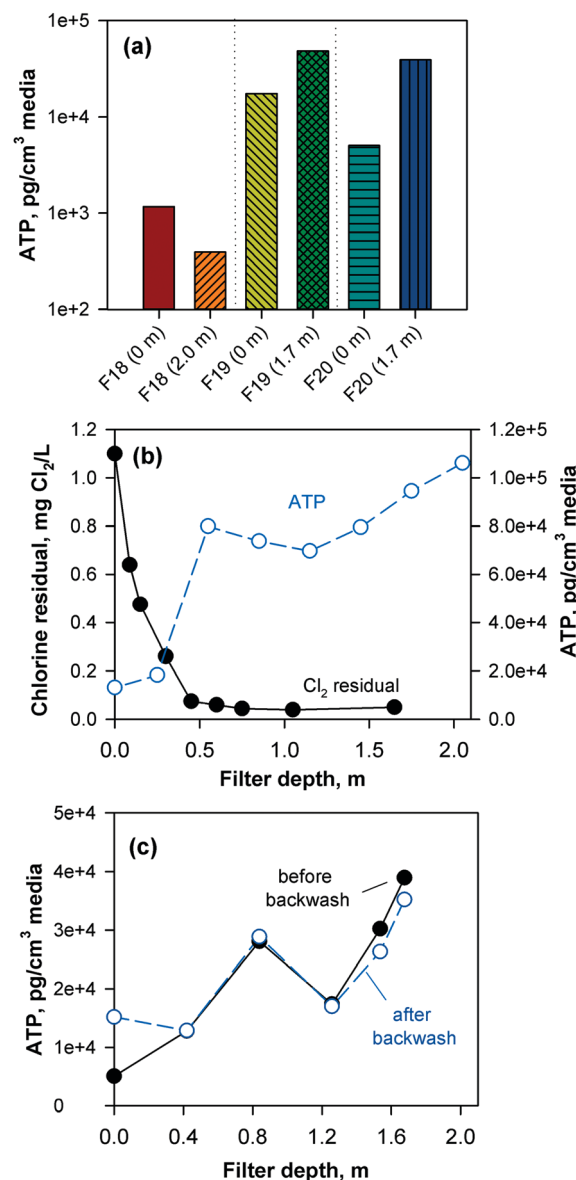 (a)
1e+5
1e+4
1e+3
1e+2
ATP, pg/cm³ media
F18 (0 m)
F18 (2.0 m)
F19 (0 m)
F19 (1.7 m)
F20 (0 m)
F20 (1.7 m)
(b)
1.2
1.0
0.8
0.6
0.4
0.2
0.0
Chlorine residual, mg Cl₂/L
ATP
Cl₂ residual
1.2e+5
1.0e+5
8.0e+4
6.0e+4
4.0e+4
2.0e+4
0.0
ATP, pg/cm³ media
0.0 0.5 1.0 1.5 2.0
Filter depth, m
(c)
5e+4
4e+4
3e+4
2e+4
1e+4
0
ATP, pg/cm³ media
before
backwash
after
backwash
0.0 0.4 0.8 1.2 1.6 2.0
Filter depth, m